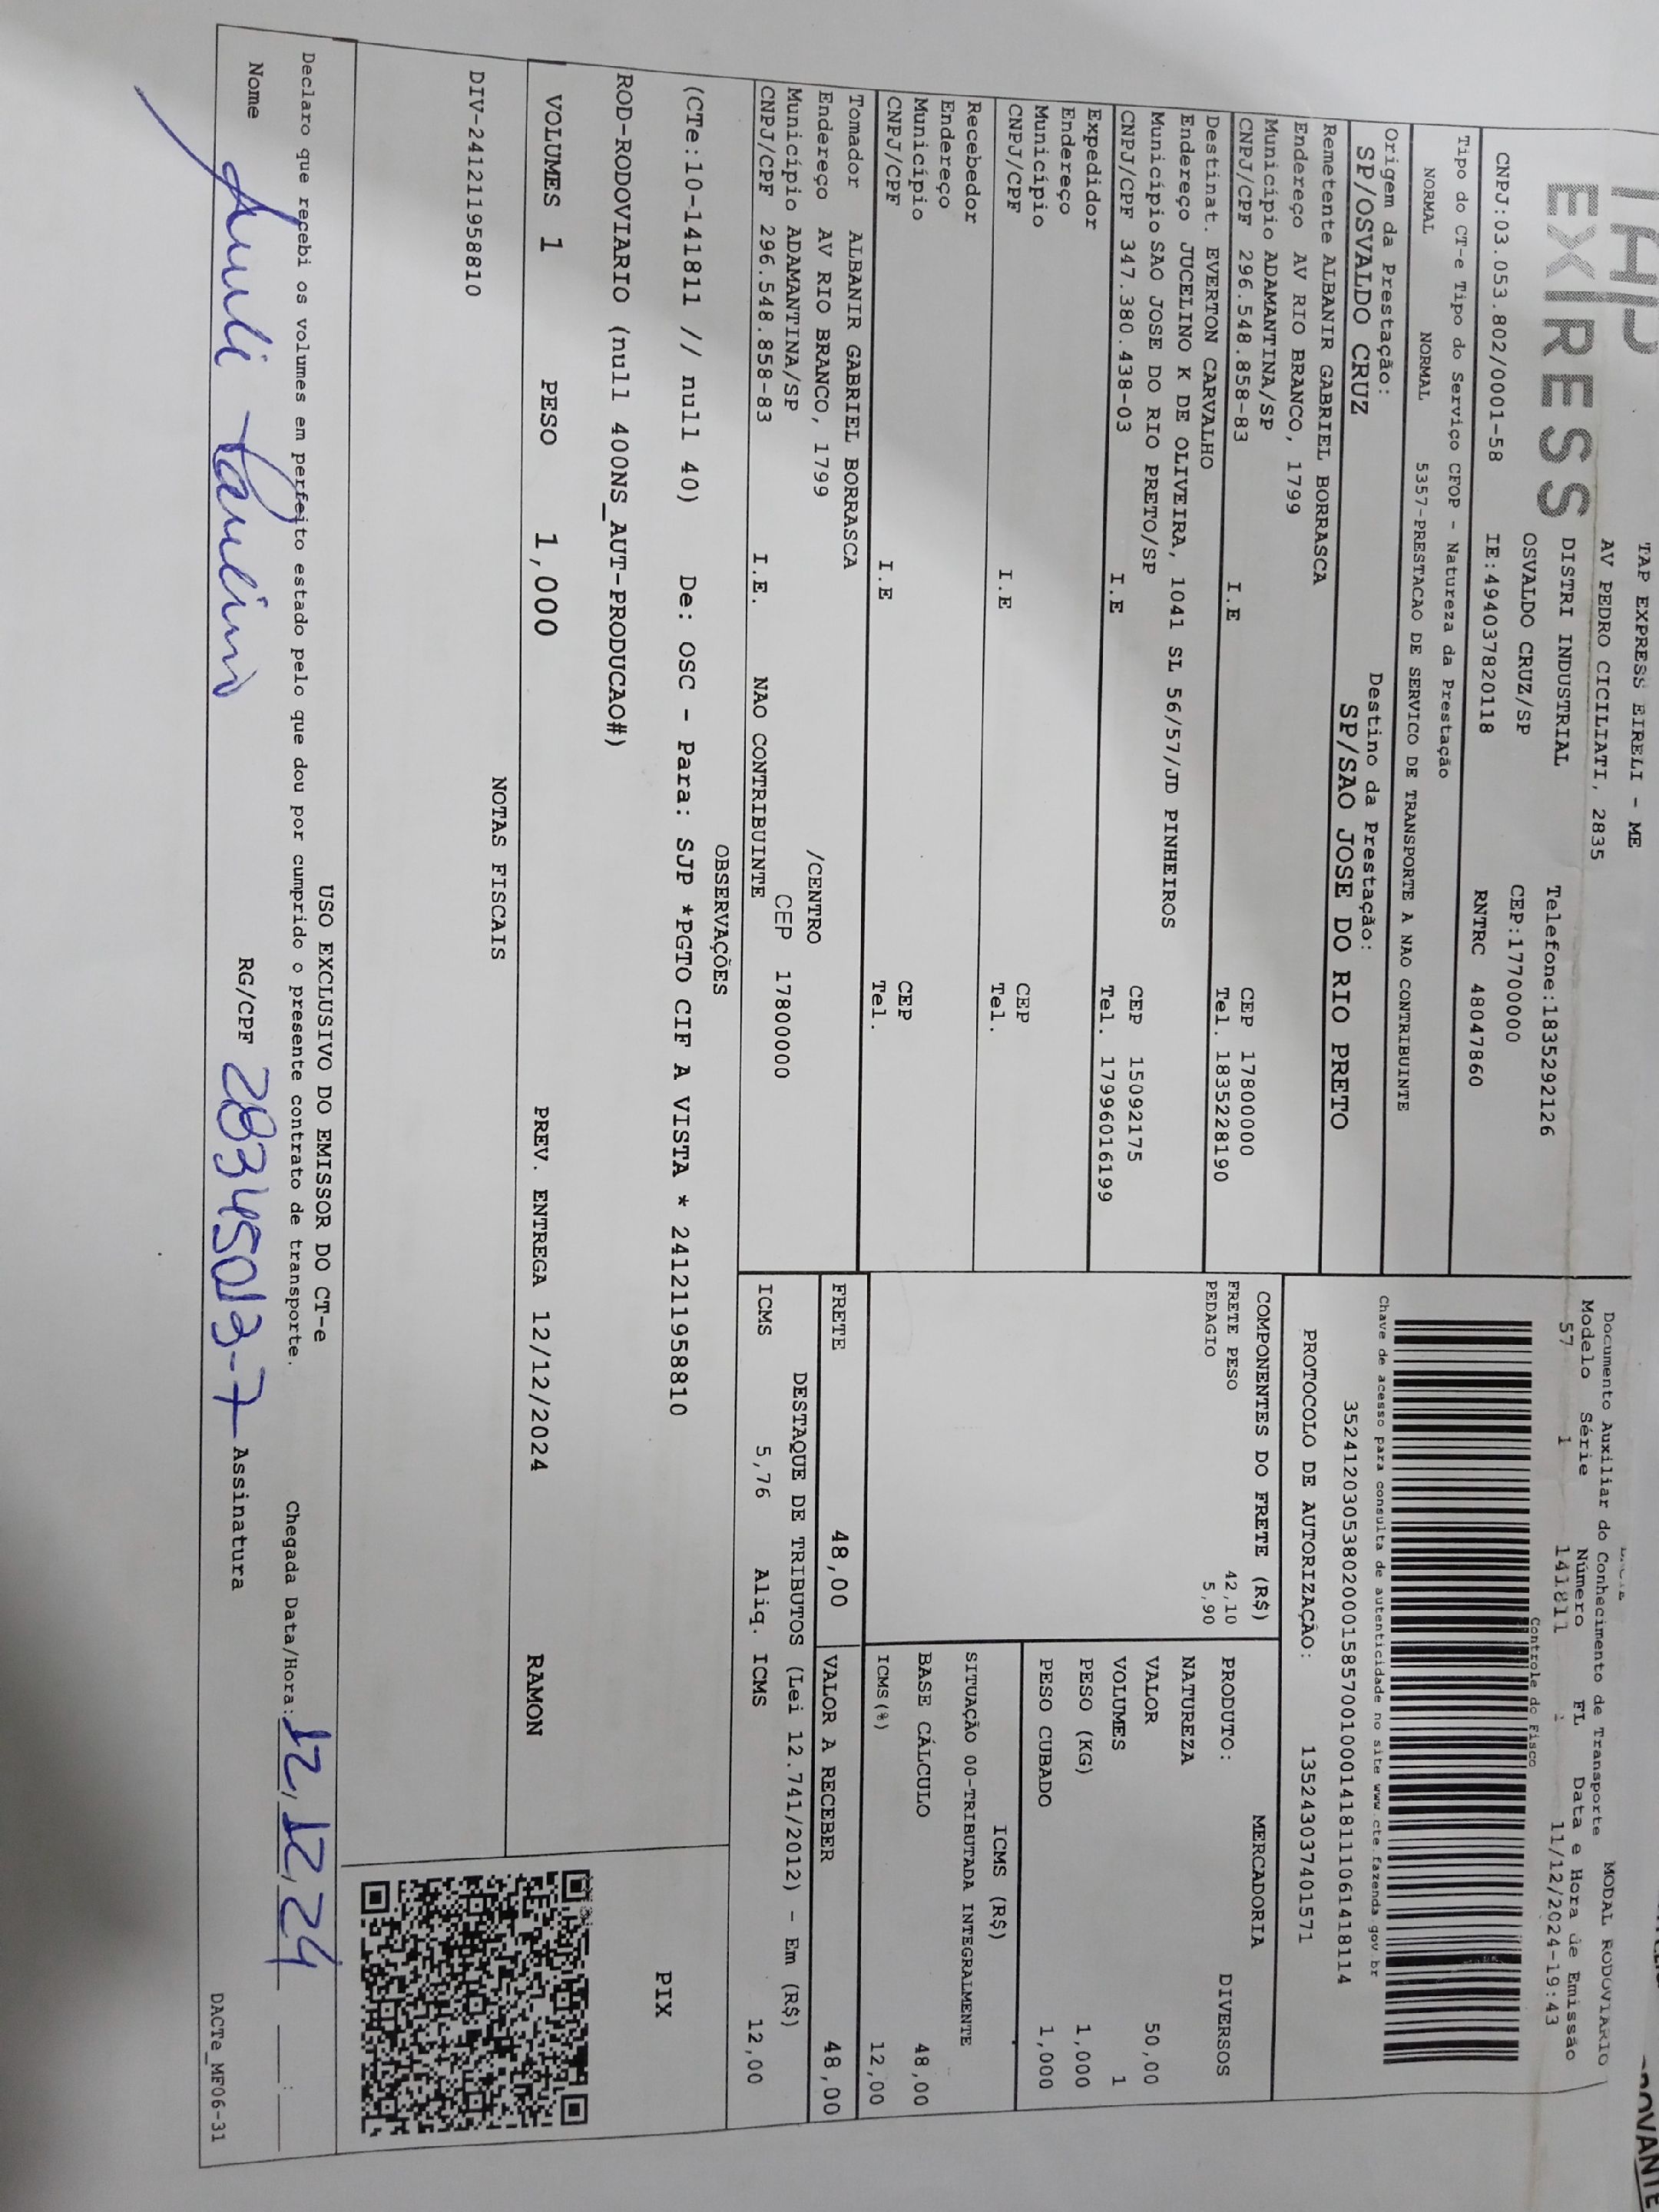 TAP
EXPRESS
TAP EXPRESS EIRELI - ME
AV PEDRO CICILIATI, 2835
DISTRI INDUSTRIAL
Telefone:1835292126
OSVALDO CRUZ/SP
CEP:17700000
CNPJ:03.053.802/0001-58
IE:494037820118
RNTRC 48047860
Tipo do CT-e Tipo do Serviço CFOP - Natureza da Prestação
NORMAL NORMAL 5357-PRESTACAO DE SERVICO DE TRANSPORTE A NAO CONTRIBUINTE
Origem da Prestação:
Destino da Prestação:
SP/OSVALDO CRUZ
SP/SAO JOSE DO RIO PRETO
Remetente ALBANIR GABRIEL BORRASCA
Endereço AV RIO BRANCO, 1799
Município ADAMANTINA/SP
CEP 17800000
CNPJ/CPF 296.548.858-83 I.E
Tel. 1835228190
Destinat. EVERTON CARVALHO
Endereço JUCELINO K DE OLIVEIRA, 1041 SL 56/57/JD PINHEIROS
Município SAO JOSE DO RIO PRETO/SP
CEP 15092175
CNPJ/CPF 347.380.438-03 I.E
Tel. 17996016199
Expedidor
Endereço
Município
CEP
CNPJ/CPF I.E
Tel.
Recebedor
Endereço
Município
CEP
CNPJ/CPF I.E
Tel.
Tomador ALBANIR GABRIEL BORRASCA
Endereço AV RIO BRANCO, 1799 /CENTRO
Município ADAMANTINA/SP CEP 17800000
CNPJ/CPF 296.548.858-83 I.E. NAO CONTRIBUINTE
Documento Auxiliar do Conhecimento de Transporte MODAL RODOVIARIO
Modelo Série Número FL Data e Hora de Emissão
57 1 141811 11/12/2024-19:43
Controle do Fisco
Chave de acesso para consulta de autenticidade no site www.cte.fazenda.gov.br
35241203053802000158570010001418111061418114
PROTOCOLO DE AUTORIZAÇÃO: 135243037401571
COMPONENTES DO FRETE (R$)
FRETE PESO 42,10
PEDAGIO 5,90
MERCADORIA
PRODUTO: DIVERSOS
NATUREZA
VALOR 50,00
VOLUMES 1
PESO (KG) 1,000
PESO CUBADO 1,000
ICMS (R$)
SITUAÇÃO 00-TRIBUTADA INTEGRALMENTE
BASE CÁLCULO 48,00
ICMS(%) 12,00
FRETE 48,00
VALOR A RECEBER 48,00
DESTAQUE DE TRIBUTOS (Lei 12.741/2012) - Em (R$)
ICMS 5,76 Aliq. ICMS 12,00
OBSERVAÇÕES
(CTe:10-141811 // null 40) De: OSC - Para: SJP *PGTO CIF A VISTA * 241211958810
ROD-RODOVIARIO (null 400NS_AUT-PRODUCAO#)
PIX
VOLUMES 1 PESO 1,000 PREV. ENTREGA 12/12/2024 RAMON
NOTAS FISCAIS
DIV-241211958810
USO EXCLUSIVO DO EMISSOR DO CT-e
Declaro que recebi os volumes em perfeito estado pelo que dou por cumprido o presente contrato de transporte.
Chegada Data/Hora: 12/12/24
Nome RG/CPF 28345013-7 Assinatura
DACTe_MF06-31